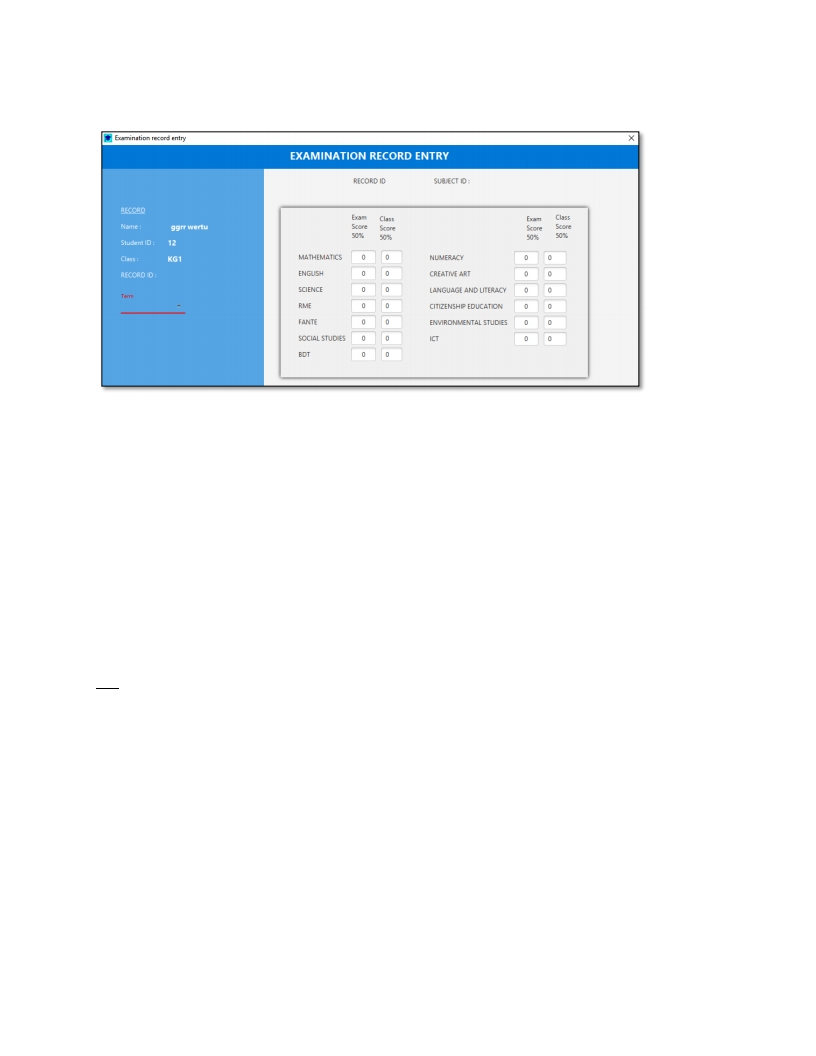 Examination record entry
EXAMINATION RECORD ENTRY
RECORD
Name : ggrr wertu
Student ID : 12
Class : KG1
RECORD ID :
Term
RECORD ID SUBJECT ID :
Exam Score 50% Class Score 50%
MATHEMATICS 0 0
ENGLISH 0 0
SCIENCE 0 0
RME 0 0
FANTE 0 0
SOCIAL STUDIES 0 0
BDT 0 0
Exam Score 50% Class Score 50%
NUMERACY 0 0
CREATIVE ART 0 0
LANGUAGE AND LITERACY 0 0
CITIZENSHIP EDUCATION 0 0
ENVIRONMENTAL STUDIES 0 0
ICT 0 0